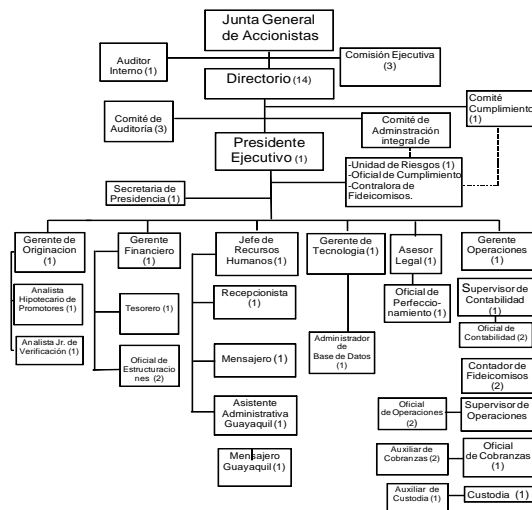 Junta General
de Accionistas
Auditor
Interno (1)
Comisión Ejecutiva
(3)
Directorio (14)
Comité
Cumplimiento
(1)
Comité de
Auditoría (3)
Comité de
Adminstración
integral de
Presidente
Ejecutivo (1)
-Unidad de Riesgos (1)
-Oficial de Cumplimiento
-Contralora de
Fideicomisos.
Secretaria de
Presidencia (1)
Gerente de
Originacion
(1)
Gerente
Financiero
(1)
Jefe de
Recursos
Humanos (1)
Gerente de
Tecnologia (1)
Asesor
Legal (1)
Gerente
Operaciones
(1)
Analista
Hipotecario de
Promotores (1)
Analista Jr. de
Verificación (1)
Tesorero (1)
Oficial de
Estructuracio
nes (2)
Recepcionista
(1)
Mensajero (1)
Asistente
Administrativa
Guayaquil (1)
Mensajero
Guayaquil (1)
Administrador
de
Base de Datos
(1)
Oficial de
Perfeccio-
namiento (1)
Supervisor de
Contabilidad
(1)
Oficial de
Contabilidad (2)
Contador de
Fideicomisos
(2)
Oficial
de Operaciones
(2)
Supervisor de
Operaciones
Auxiliar de
Cobranzas (2)
Oficial
de Cobranzas
(1)
Auxiliar de
Custodia (1)
Custodia (1)